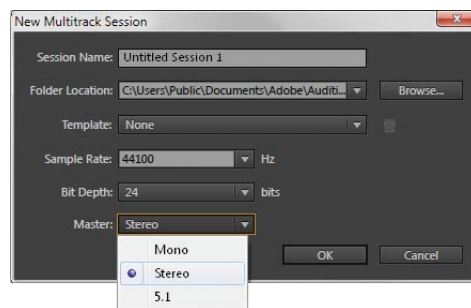 New Multitrack Session
Session Name: Untitled Session 1
Folder Location: C:\Users\Public\Documents\Adobe\Auditi... Browse...
Template: None
Sample Rate: 44100 Hz
Bit Depth: 24 bits
Master: Stereo
Mono OK Cancel
Stereo
5.1